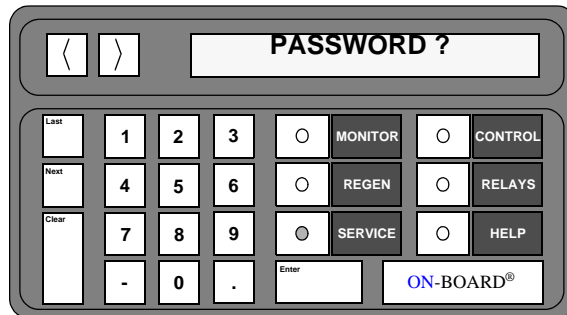 〈 〉 PASSWORD ?
Last 1 2 3 MONITOR CONTROL
Next 4 5 6 REGEN RELAYS
Clear 7 8 9 SERVICE HELP
- 0 . Enter ON-BOARD®